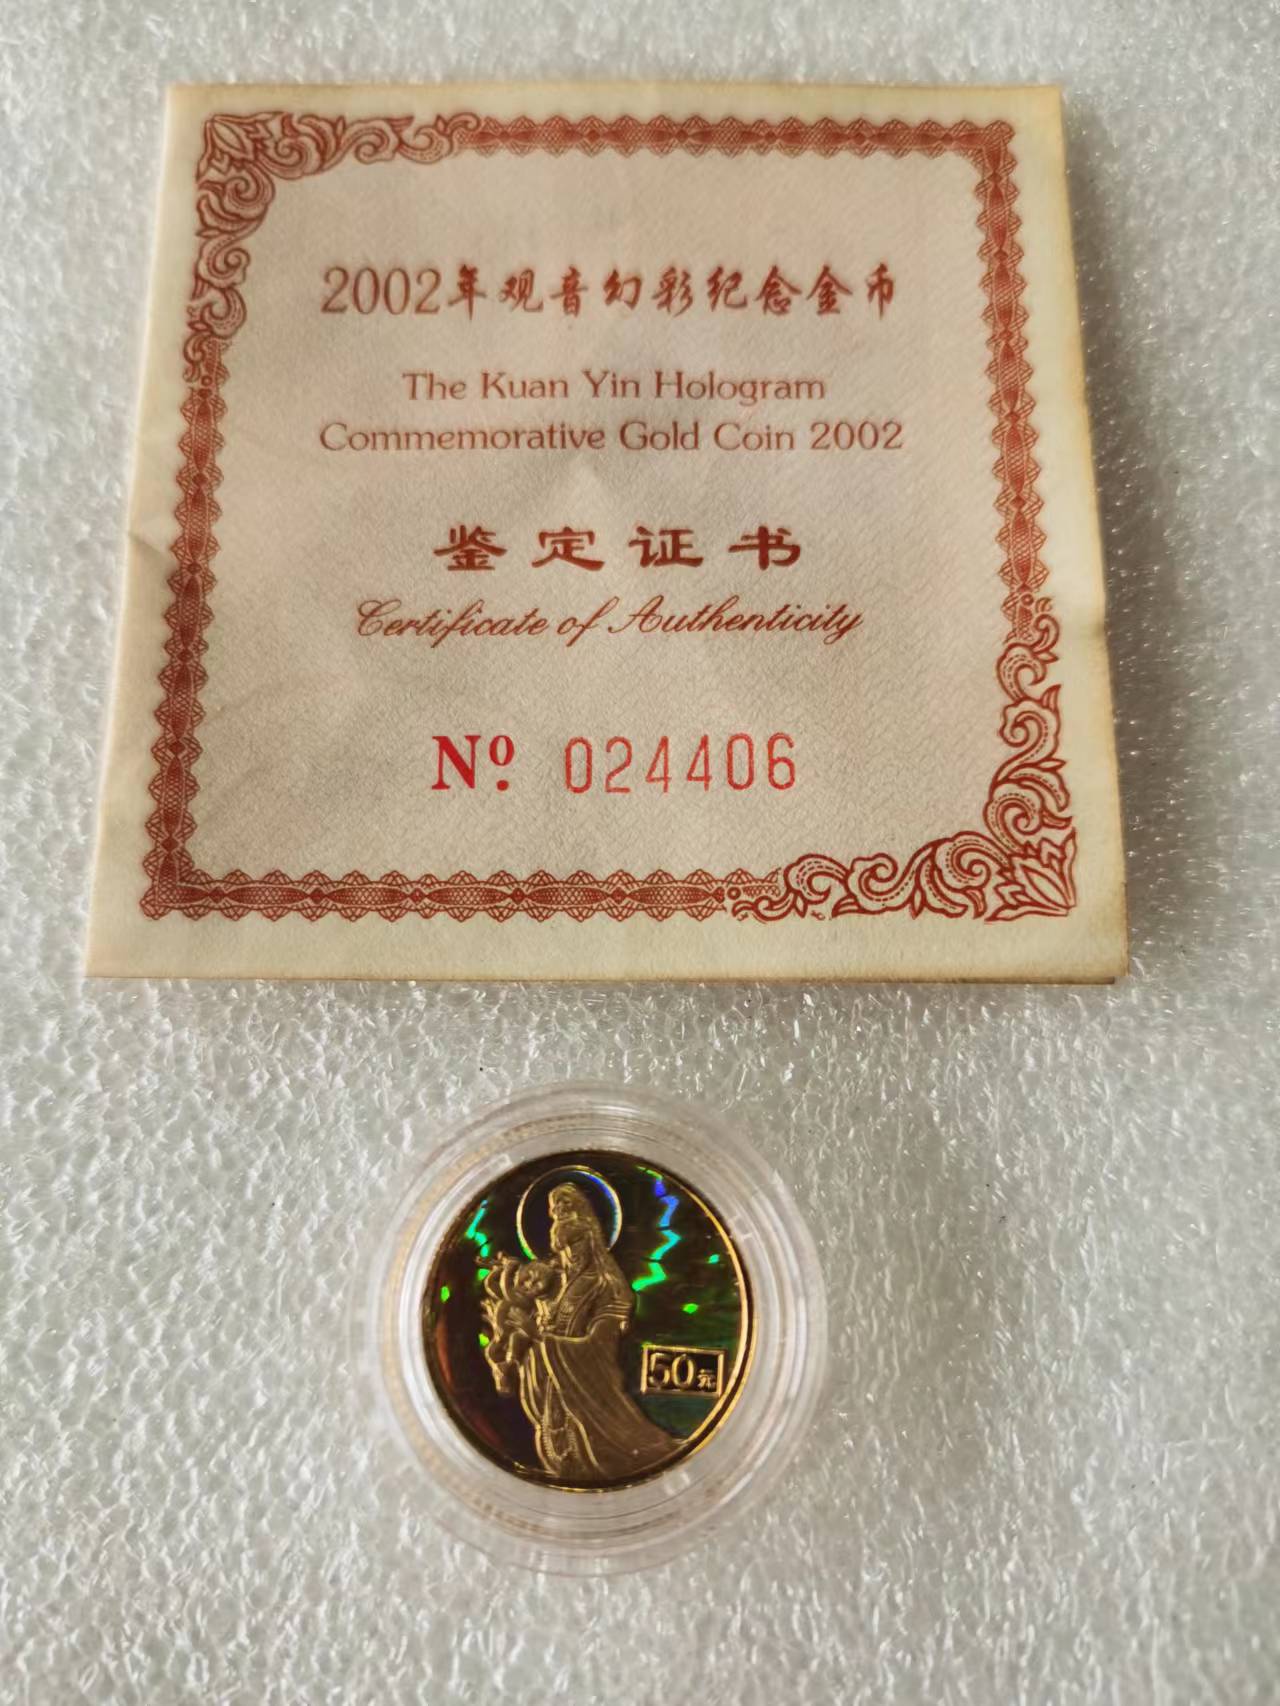 2002年观音幻彩纪念金币
The Kuan Yin Hologram
Commemorative Gold Coin 2002
鉴定证书
Certificate of Authenticity
Nº. 024406
50元